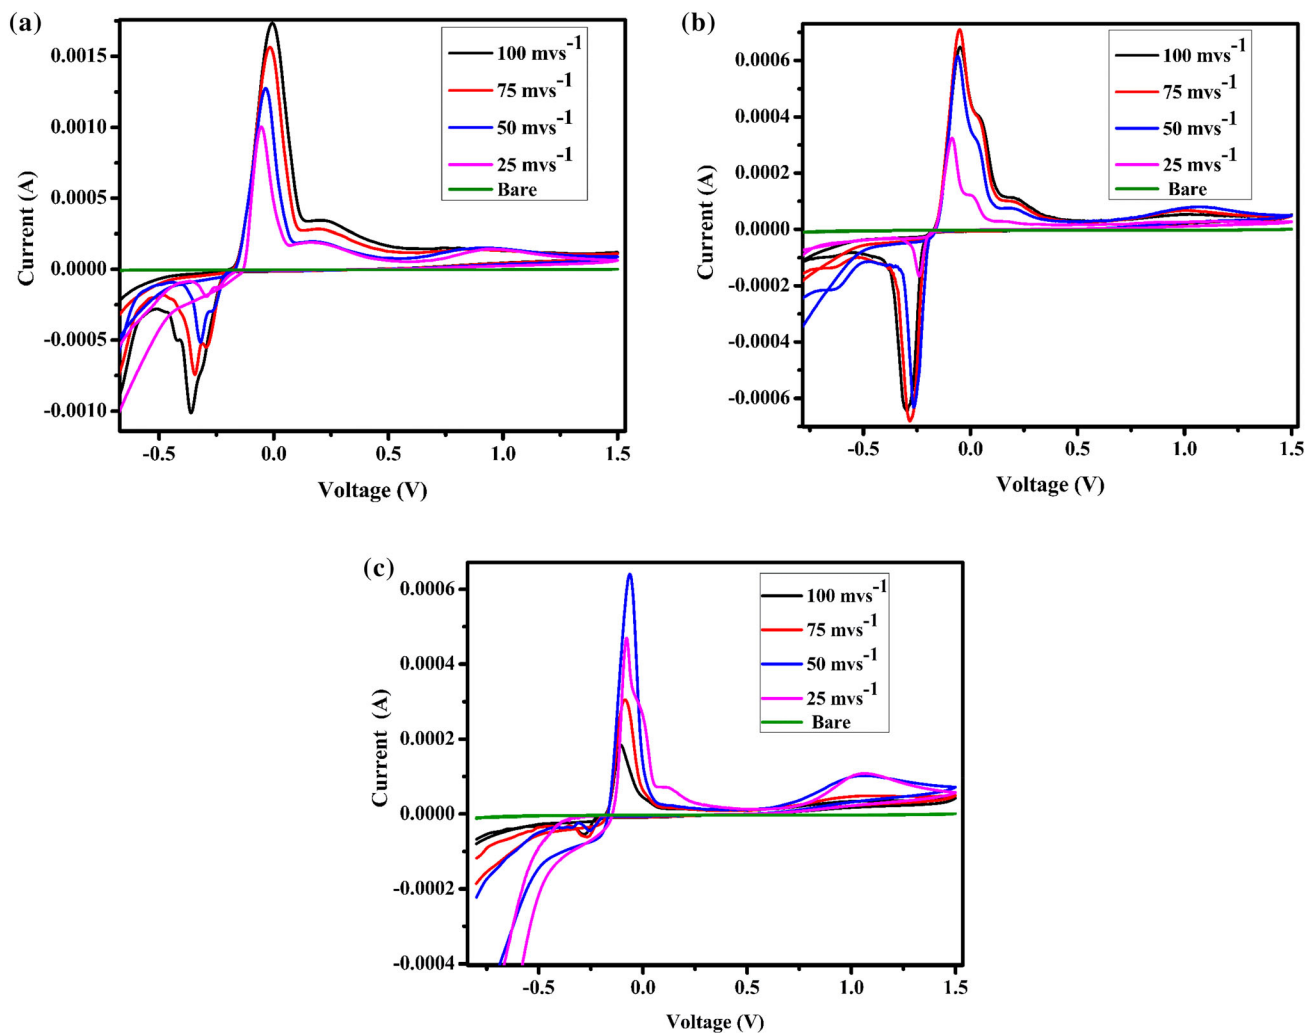 (a)
100 mvs-1
75 mvs-1
50 mvs-1
25 mvs-1
Bare
0.0015
0.0010
0.0005
0.0000
-0.0005
-0.0010
Current (A)
-0.5 0.0 0.5 1.0 1.5
Voltage (V)
(b)
100 mvs-1
75 mvs-1
50 mvs-1
25 mvs-1
Bare
0.0006
0.0004
0.0002
0.0000
-0.0002
-0.0004
-0.0006
Current (A)
-0.5 0.0 0.5 1.0 1.5
Voltage (V)
(c)
100 mvs-1
75 mvs-1
50 mvs-1
25 mvs-1
Bare
0.0006
0.0004
0.0002
0.0000
-0.0002
-0.0004
Current (A)
-0.5 0.0 0.5 1.0 1.5
Voltage (V)